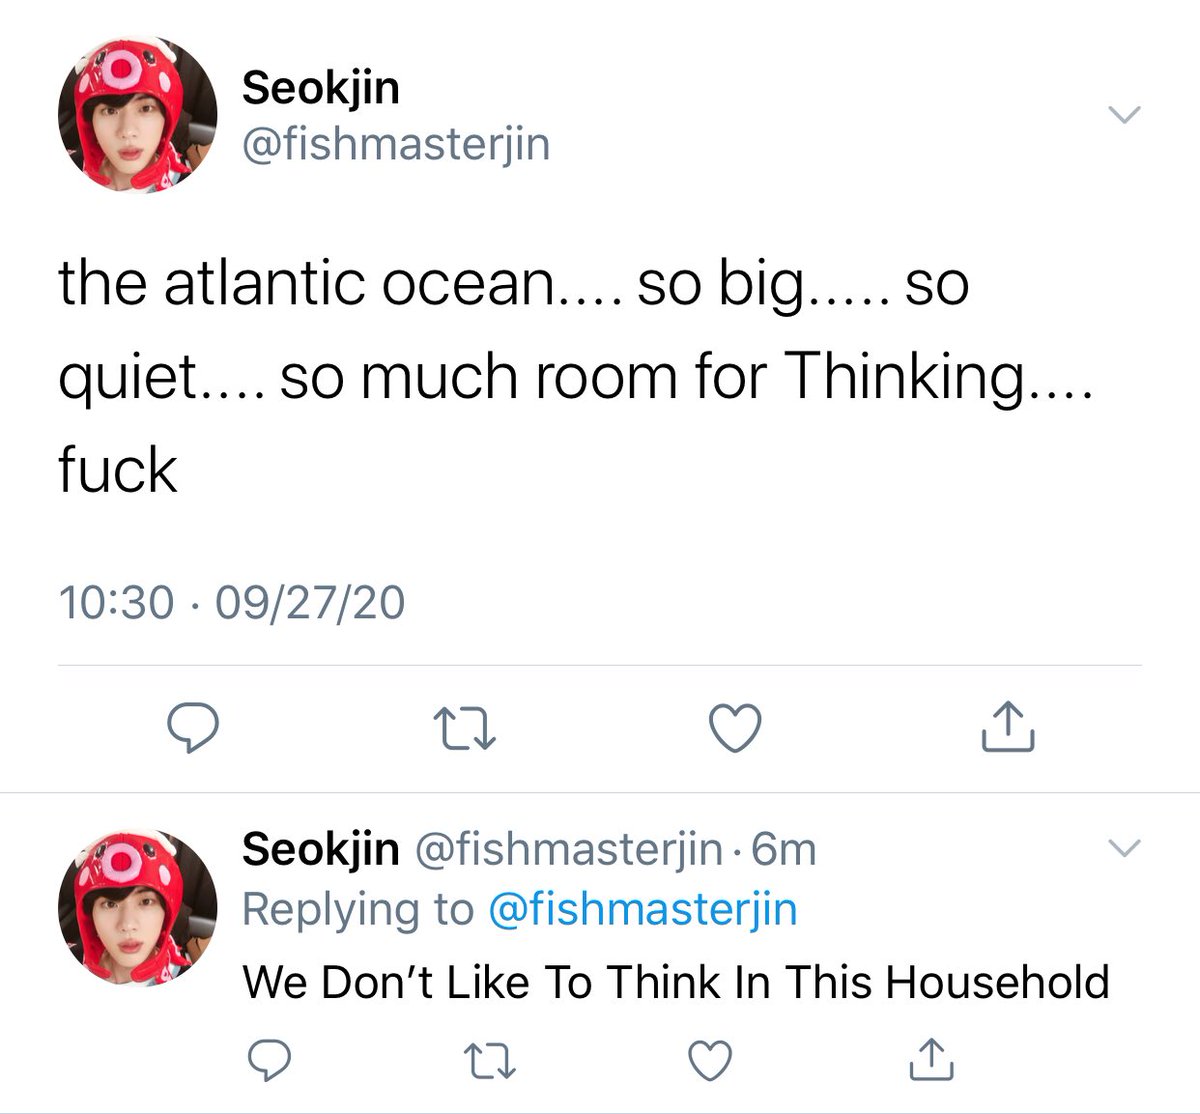 Seokjin
@fishmasterjin
the atlantic ocean.... so big..... so
quiet.... so much room for Thinking....
fuck
10:30 · 09/27/20
Seokjin @fishmasterjin · 6m
Replying to @fishmasterjin
We Don’t Like To Think In This Household